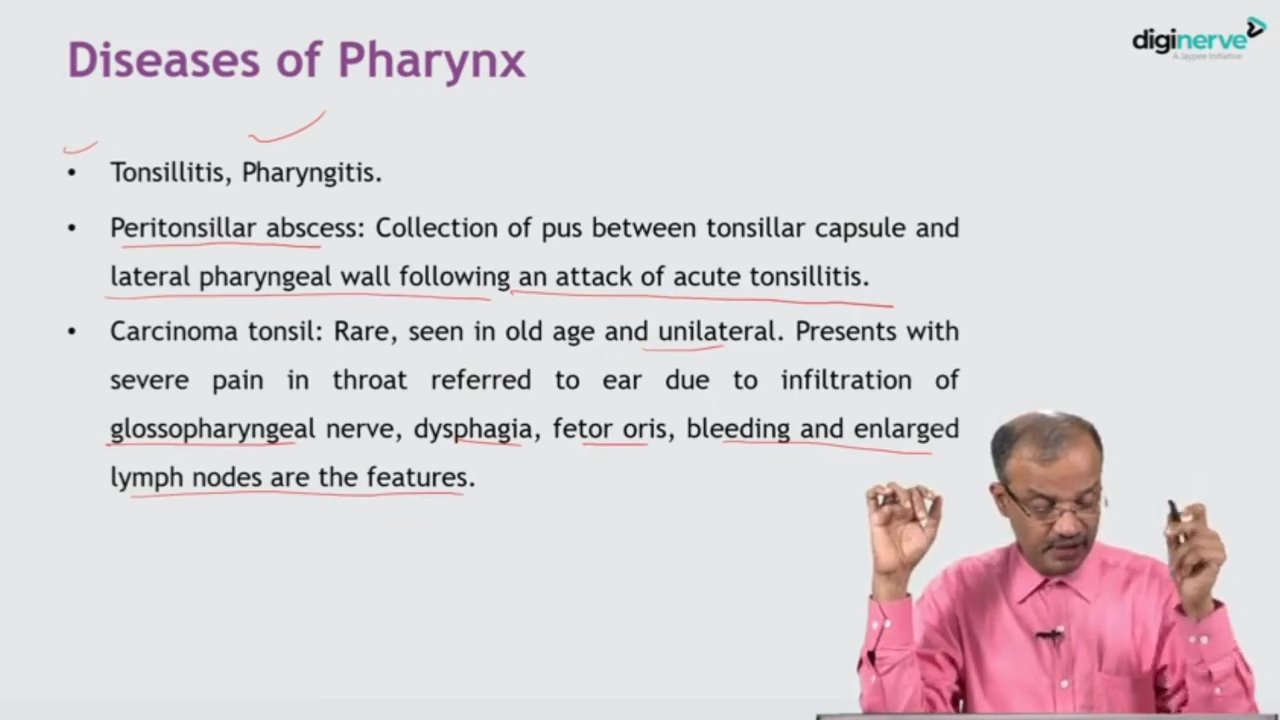 Diseases of Pharynx
diginerve
A Jaypee Initiative
• Tonsillitis, Pharyngitis.
• Peritonsillar abscess: Collection of pus between tonsillar capsule and
lateral pharyngeal wall following an attack of acute tonsillitis.
• Carcinoma tonsil: Rare, seen in old age and unilateral. Presents with
severe pain in throat referred to ear due to infiltration of
glossopharyngeal nerve, dysphagia, fetor oris, bleeding and enlarged
lymph nodes are the features.